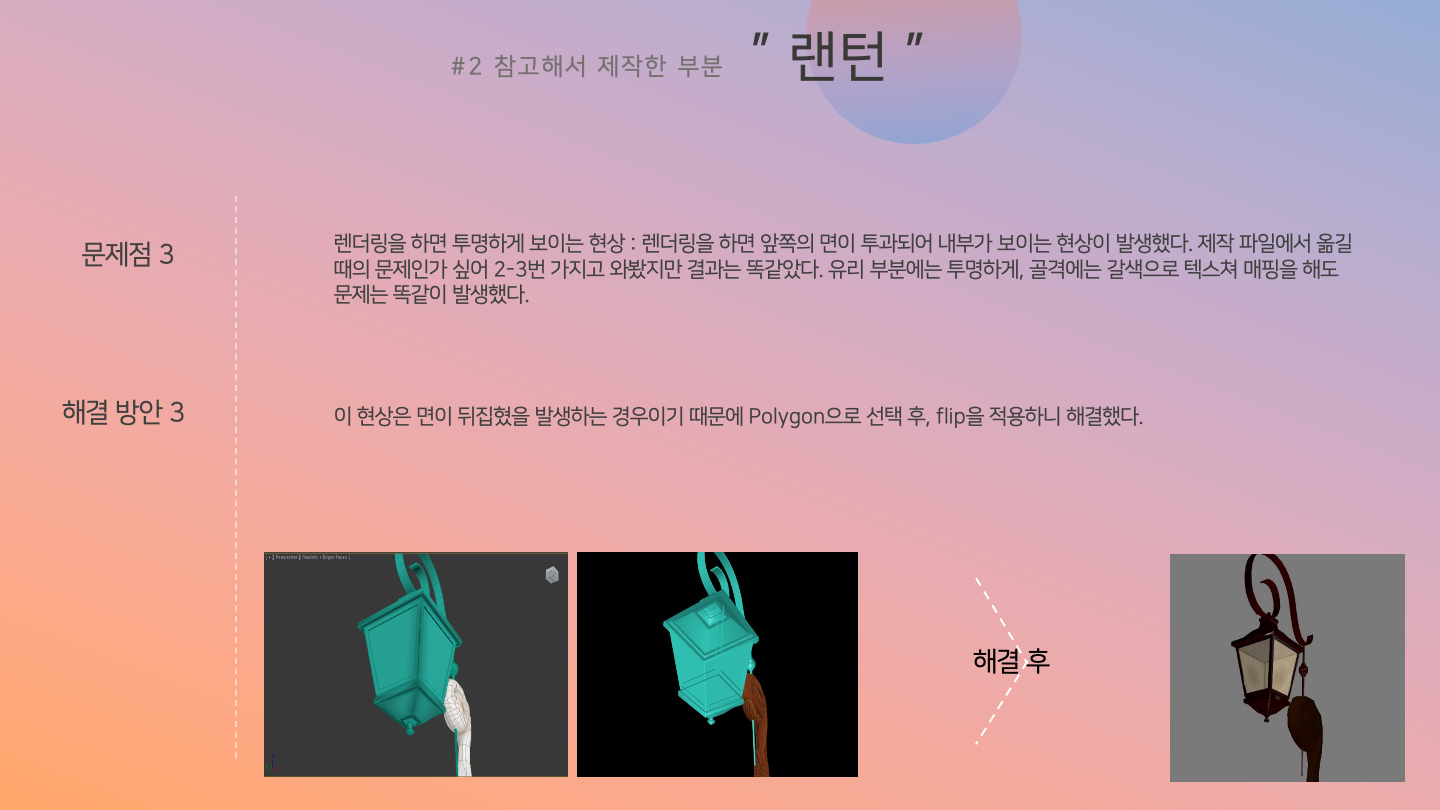 #2 참고해서 제작한 부분 " 랜턴 "
문제점 3
렌더링을 하면 투명하게 보이는 현상 : 렌더링을 하면 앞쪽의 면이 투과되어 내부가 보이는 현상이 발생했다. 제작 파일에서 옮길
때의 문제인가 싶어 2-3번 가지고 와봤지만 결과는 똑같았다. 유리 부분에는 투명하게, 골격에는 갈색으로 텍스쳐 매핑을 해도
문제는 똑같이 발생했다.
해결 방안 3
이 현상은 면이 뒤집혔을 발생하는 경우이기 때문에 Polygon으로 선택 후, flip을 적용하니 해결했다.
[ + ] [ Perspective ] [ Realistic + Edged Faces ]
해결 후